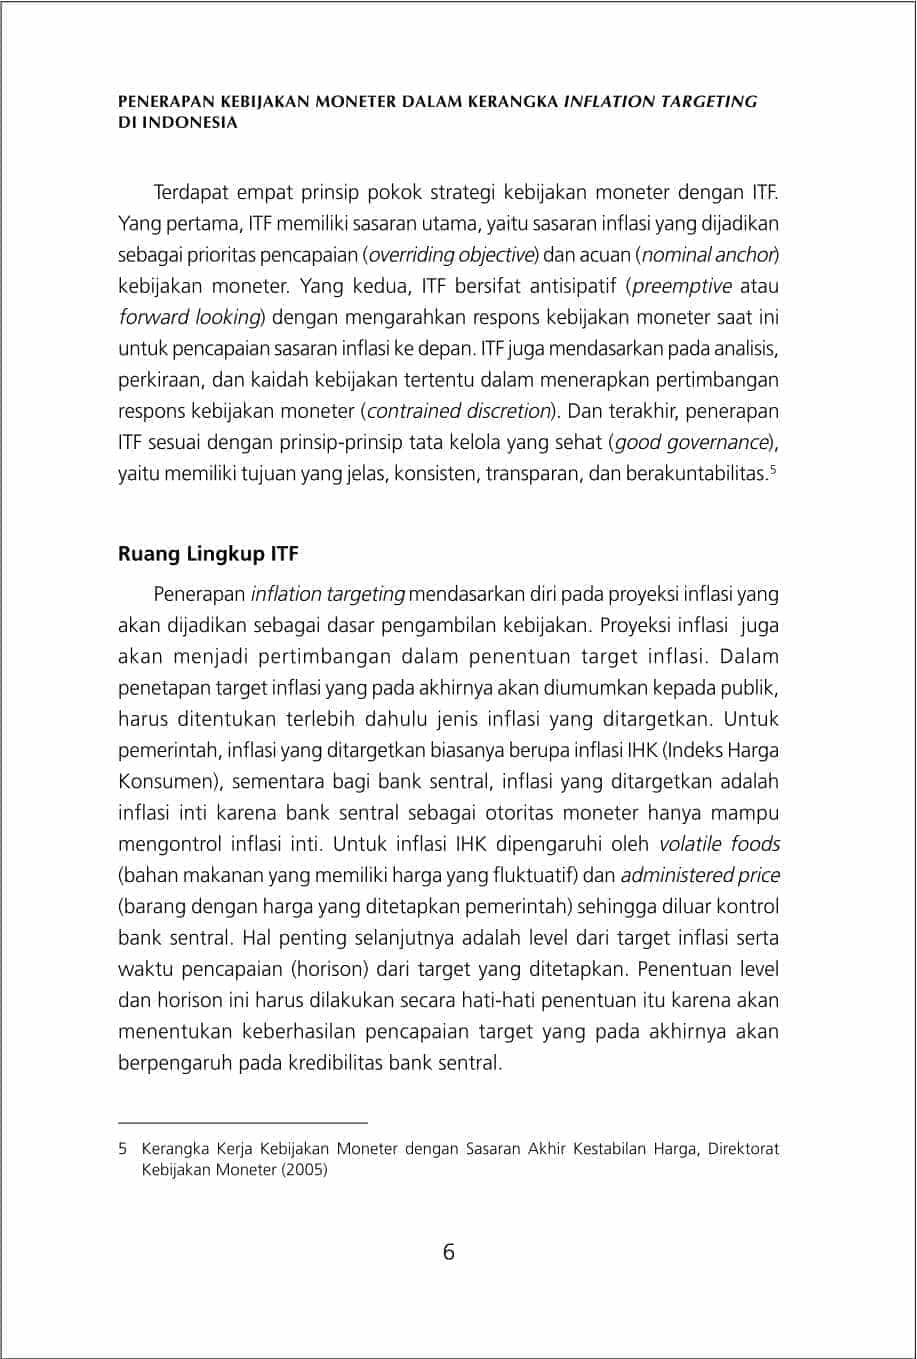 PENERAPAN KEBIJAKAN MONETER DALAM KERANGKA INFLATION TARGETING
DI INDONESIA
Terdapat empat prinsip pokok strategi kebijakan moneter dengan ITF.
Yang pertama, ITF memiliki sasaran utama, yaitu sasaran inflasi yang dijadikan
sebagai prioritas pencapaian (overriding objective) dan acuan (nominal anchor)
kebijakan moneter. Yang kedua, ITF bersifat antisipatif (preemptive atau
forward looking) dengan mengarahkan respons kebijakan moneter saat ini
untuk pencapaian sasaran inflasi ke depan. ITF juga mendasarkan pada analisis,
perkiraan, dan kaidah kebijakan tertentu dalam menerapkan pertimbangan
respons kebijakan moneter (contrained discretion). Dan terakhir, penerapan
ITF sesuai dengan prinsip-prinsip tata kelola yang sehat (good governance),
yaitu memiliki tujuan yang jelas, konsisten, transparan, dan berakuntabilitas.5
Ruang Lingkup ITF
Penerapan inflation targeting mendasarkan diri pada proyeksi inflasi yang
akan dijadikan sebagai dasar pengambilan kebijakan. Proyeksi inflasi juga
akan menjadi pertimbangan dalam penentuan target inflasi. Dalam
penetapan target inflasi yang pada akhirnya akan diumumkan kepada publik,
harus ditentukan terlebih dahulu jenis inflasi yang ditargetkan. Untuk
pemerintah, inflasi yang ditargetkan biasanya berupa inflasi IHK (Indeks Harga
Konsumen), sementara bagi bank sentral, inflasi yang ditargetkan adalah
inflasi inti karena bank sentral sebagai otoritas moneter hanya mampu
mengontrol inflasi inti. Untuk inflasi IHK dipengaruhi oleh volatile foods
(bahan makanan yang memiliki harga yang fluktuatif) dan administered price
(barang dengan harga yang ditetapkan pemerintah) sehingga diluar kontrol
bank sentral. Hal penting selanjutnya adalah level dari target inflasi serta
waktu pencapaian (horison) dari target yang ditetapkan. Penentuan level
dan horison ini harus dilakukan secara hati-hati penentuan itu karena akan
menentukan keberhasilan pencapaian target yang pada akhirnya akan
berpengaruh pada kredibilitas bank sentral.
5 Kerangka Kerja Kebijakan Moneter dengan Sasaran Akhir Kestabilan Harga, Direktorat
Kebijakan Moneter (2005)
6